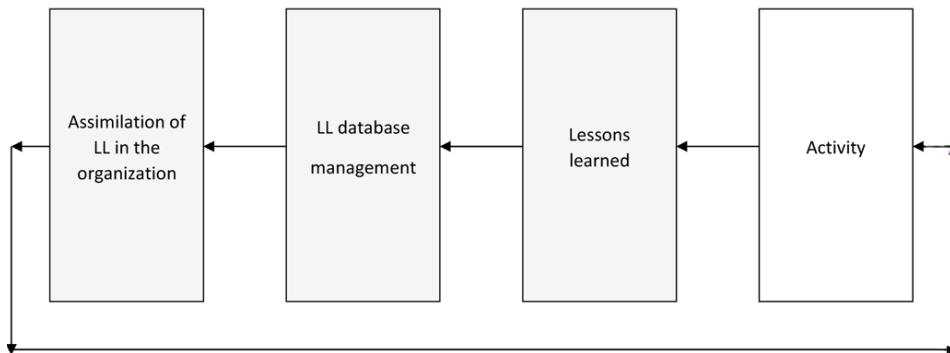 Assimilation of
LL in the
organization
LL database
management
Lessons
learned
Activity